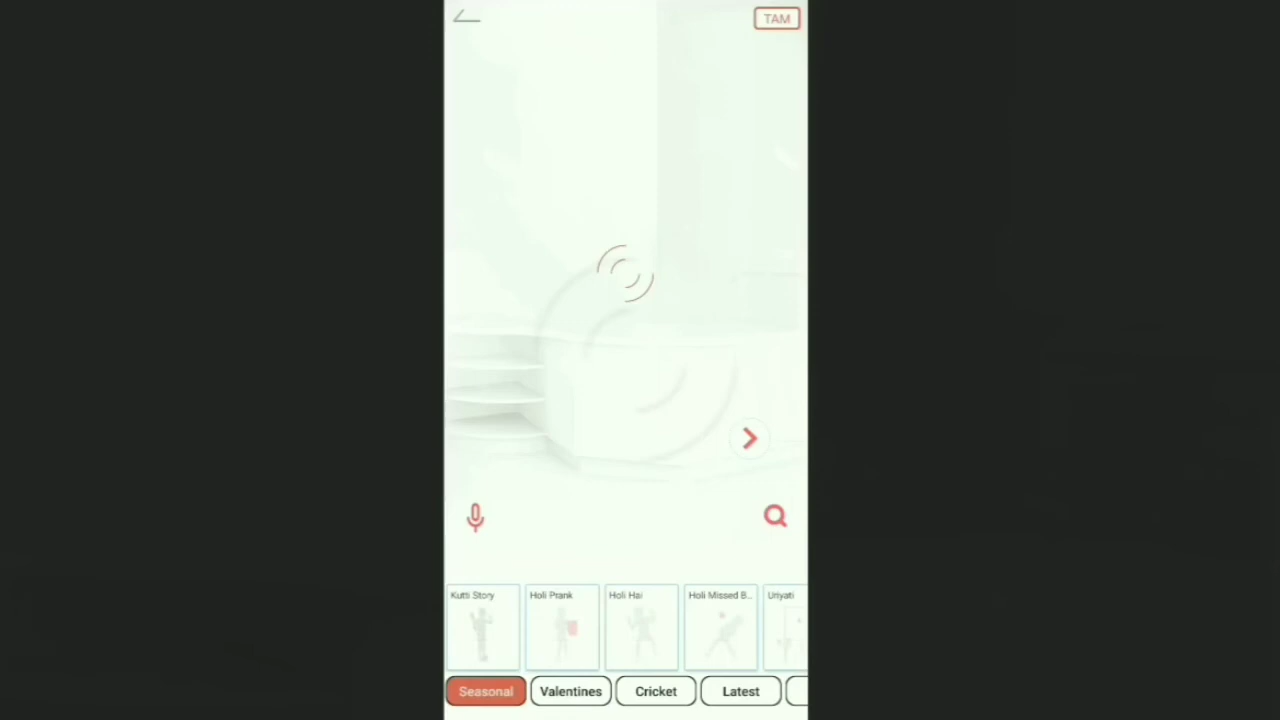 TAM
Kutti Story
Holi Prank
Holi Hai
Holi Missed B...
Uriyati
Seasonal
Valentines
Cricket
Latest